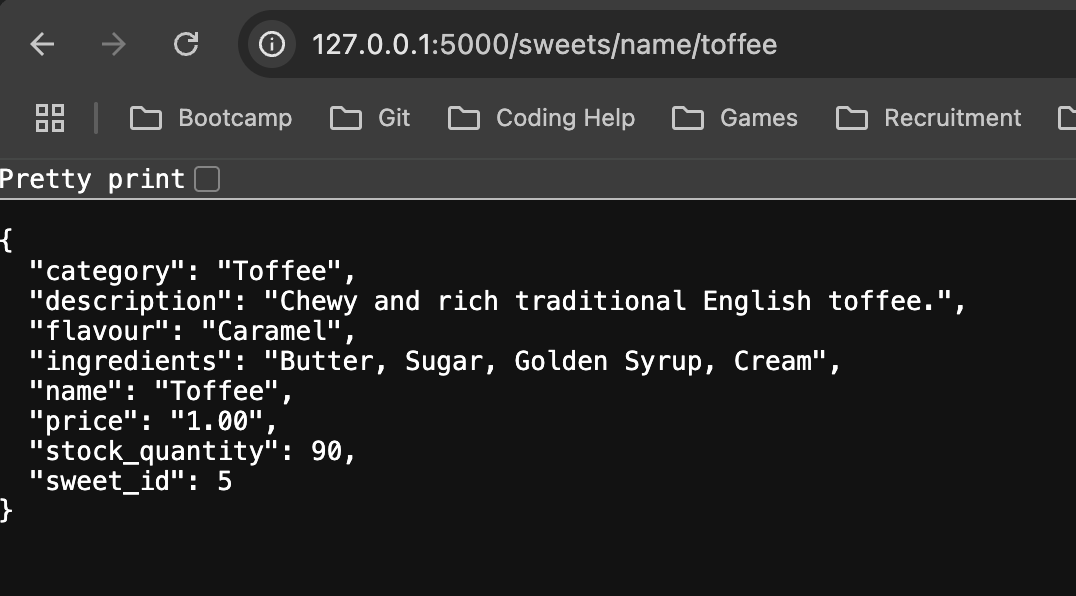 127.0.0.1:5000/sweets/name/toffee
Bootcamp Git Coding Help Games Recruitment
Pretty print
{
  "category": "Toffee",
  "description": "Chewy and rich traditional English toffee.",
  "flavour": "Caramel",
  "ingredients": "Butter, Sugar, Golden Syrup, Cream",
  "name": "Toffee",
  "price": "1.00",
  "stock_quantity": 90,
  "sweet_id": 5
}